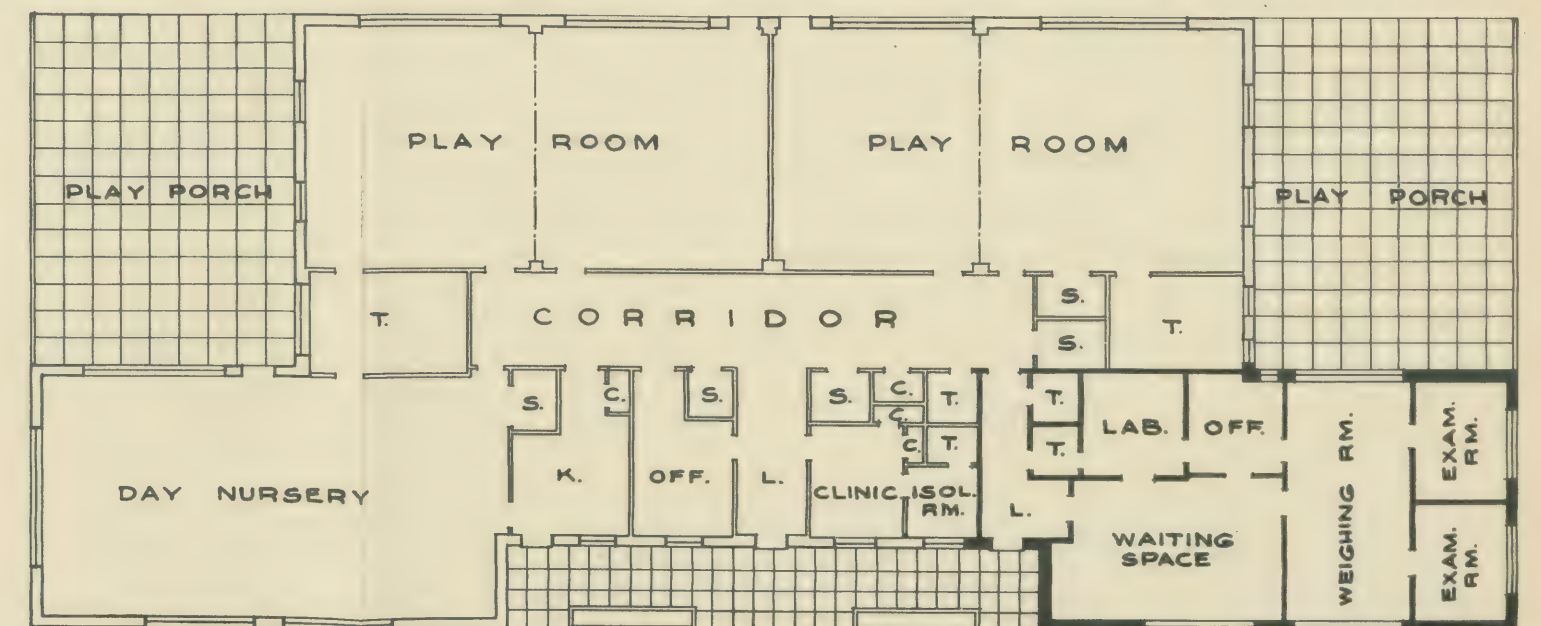 PLAY ROOM
PLAY ROOM
PLAY PORCH
PLAY PORCH
T.
CORRIDOR
S.
S.
T.
S.
C.
S.
S.
C.
C.
C.
T.
T.
T.
T.
LAB.
OFF.
WEIGHING RM.
EXAM.
RM.
DAY NURSERY
K.
OFF.
L.
CLINIC
ISOL.
RM.
L.
WAITING
SPACE
EXAM.
RM.